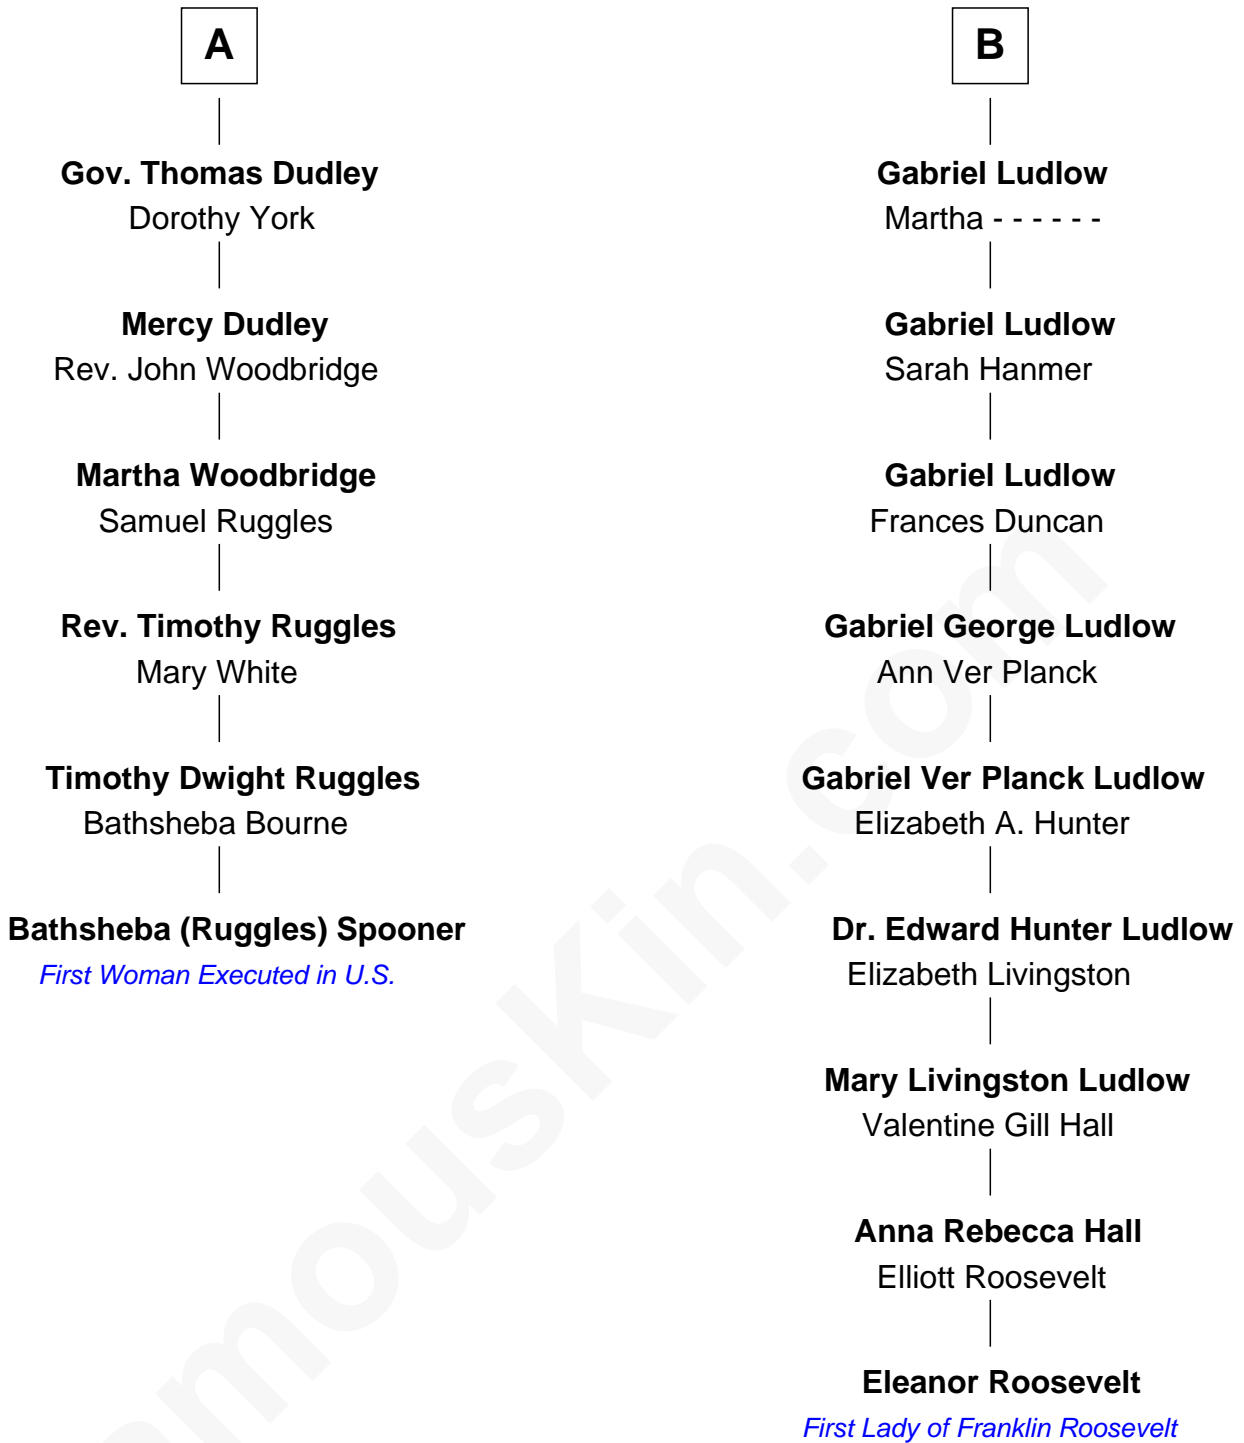 A
Gov. Thomas Dudley
Dorothy York
Mercy Dudley
Rev. John Woodbridge
Martha Woodbridge
Samuel Ruggles
Rev. Timothy Ruggles
Mary White
Timothy Dwight Ruggles
Bathsheba Bourne
Bathsheba (Ruggles) Spooner
First Woman Executed in U.S.
B
Gabriel Ludlow
Martha - - - - - -
Gabriel Ludlow
Sarah Hanmer
Gabriel Ludlow
Frances Duncan
Gabriel George Ludlow
Ann Ver Planck
Gabriel Ver Planck Ludlow
Elizabeth A. Hunter
Dr. Edward Hunter Ludlow
Elizabeth Livingston
Mary Livingston Ludlow
Valentine Gill Hall
Anna Rebecca Hall
Elliott Roosevelt
Eleanor Roosevelt
First Lady of Franklin Roosevelt
amouskin.com